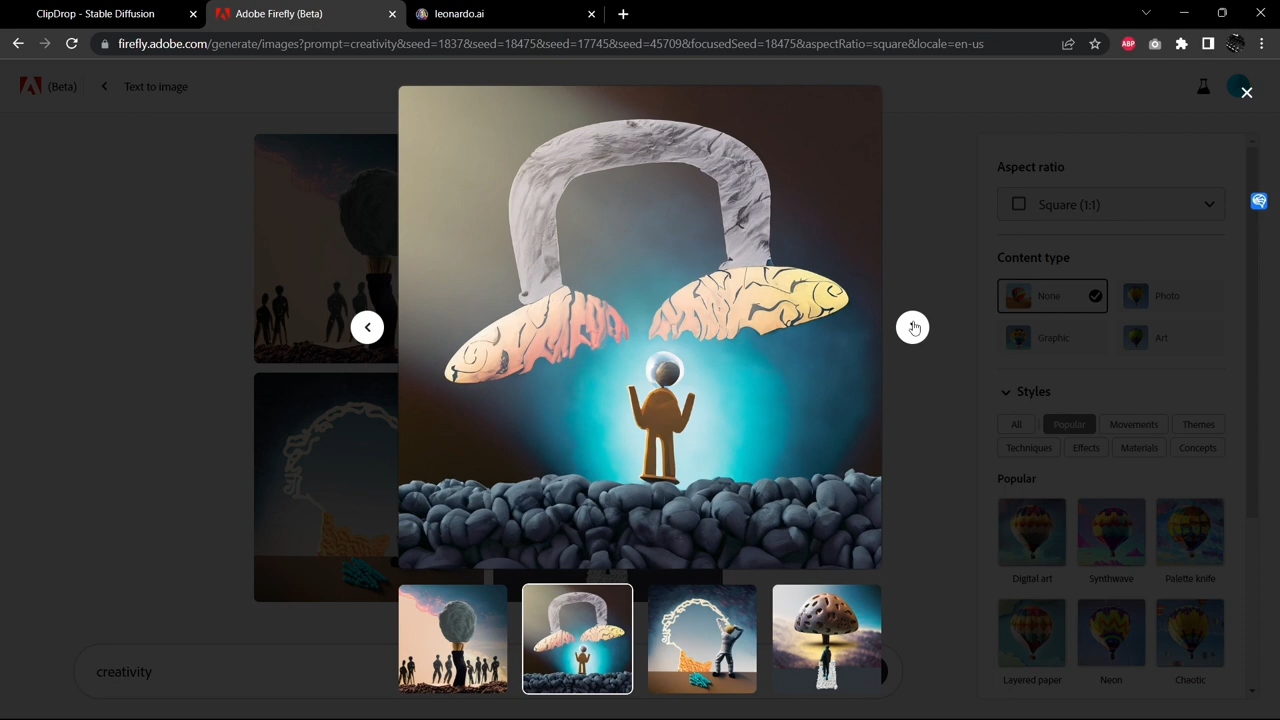 ClipDrop - Stable Diffusion
Adobe Firefly (Beta)
leonardo.ai
firefly.adobe.com/generate/images?prompt=creativity&seed=1837&seed=18475&seed=17745&seed=45709&focusedSeed=18475&aspectRatio=square&locale=en-us
ABP
(Beta)
Text to image
Aspect ratio
Square (1:1)
Content type
None
Photo
Graphic
Art
Styles
All
Popular
Movements
Themes
Techniques
Effects
Materials
Concepts
Popular
Digital art
Synthwave
Palette knife
Layered paper
Neon
Chaotic
creativity